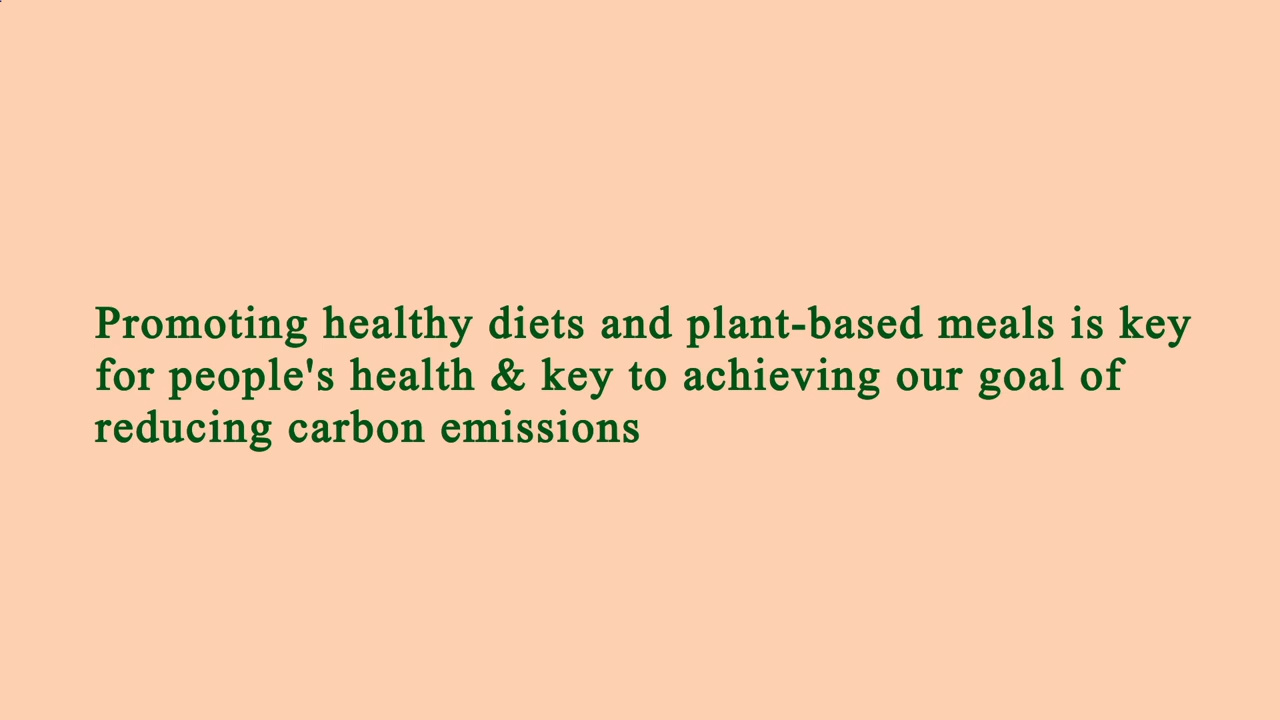 Promoting healthy diets and plant-based meals is key
for people's health & key to achieving our goal of
reducing carbon emissions